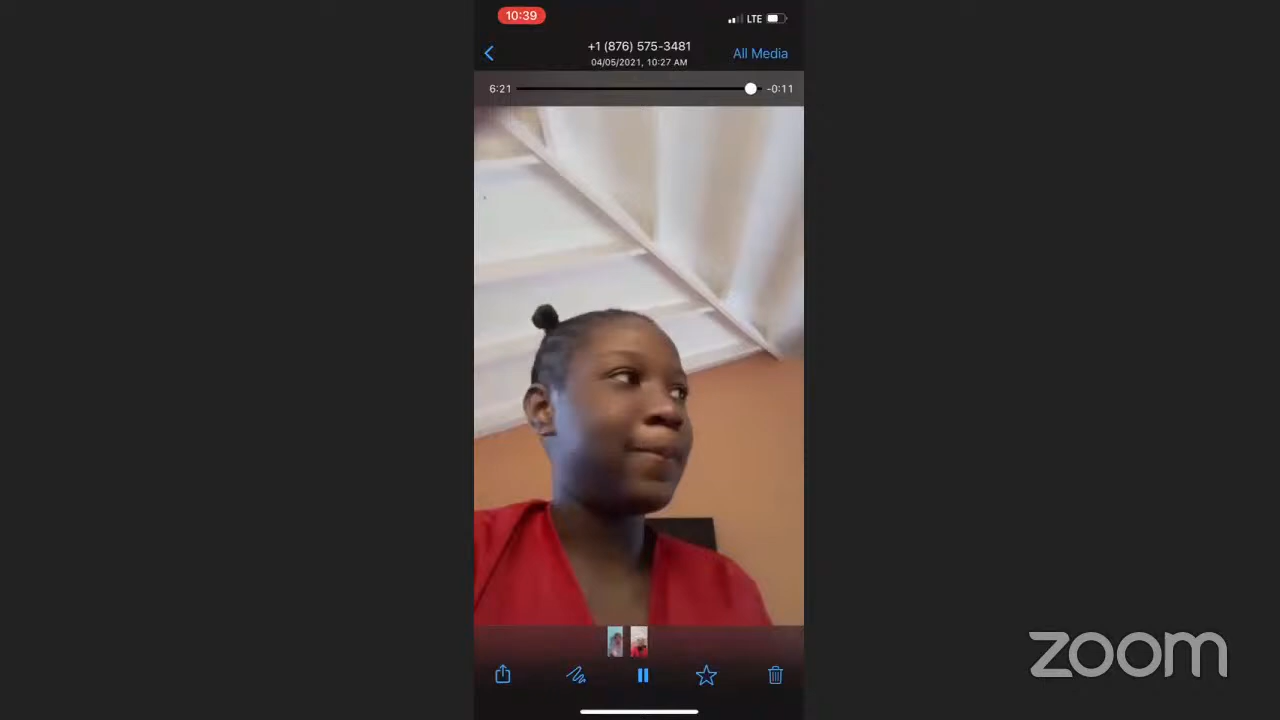 10:39
LTE
+1 (876) 575-3481
All Media
04/05/2021, 10:27 AM
6:21
-0:11
zoom